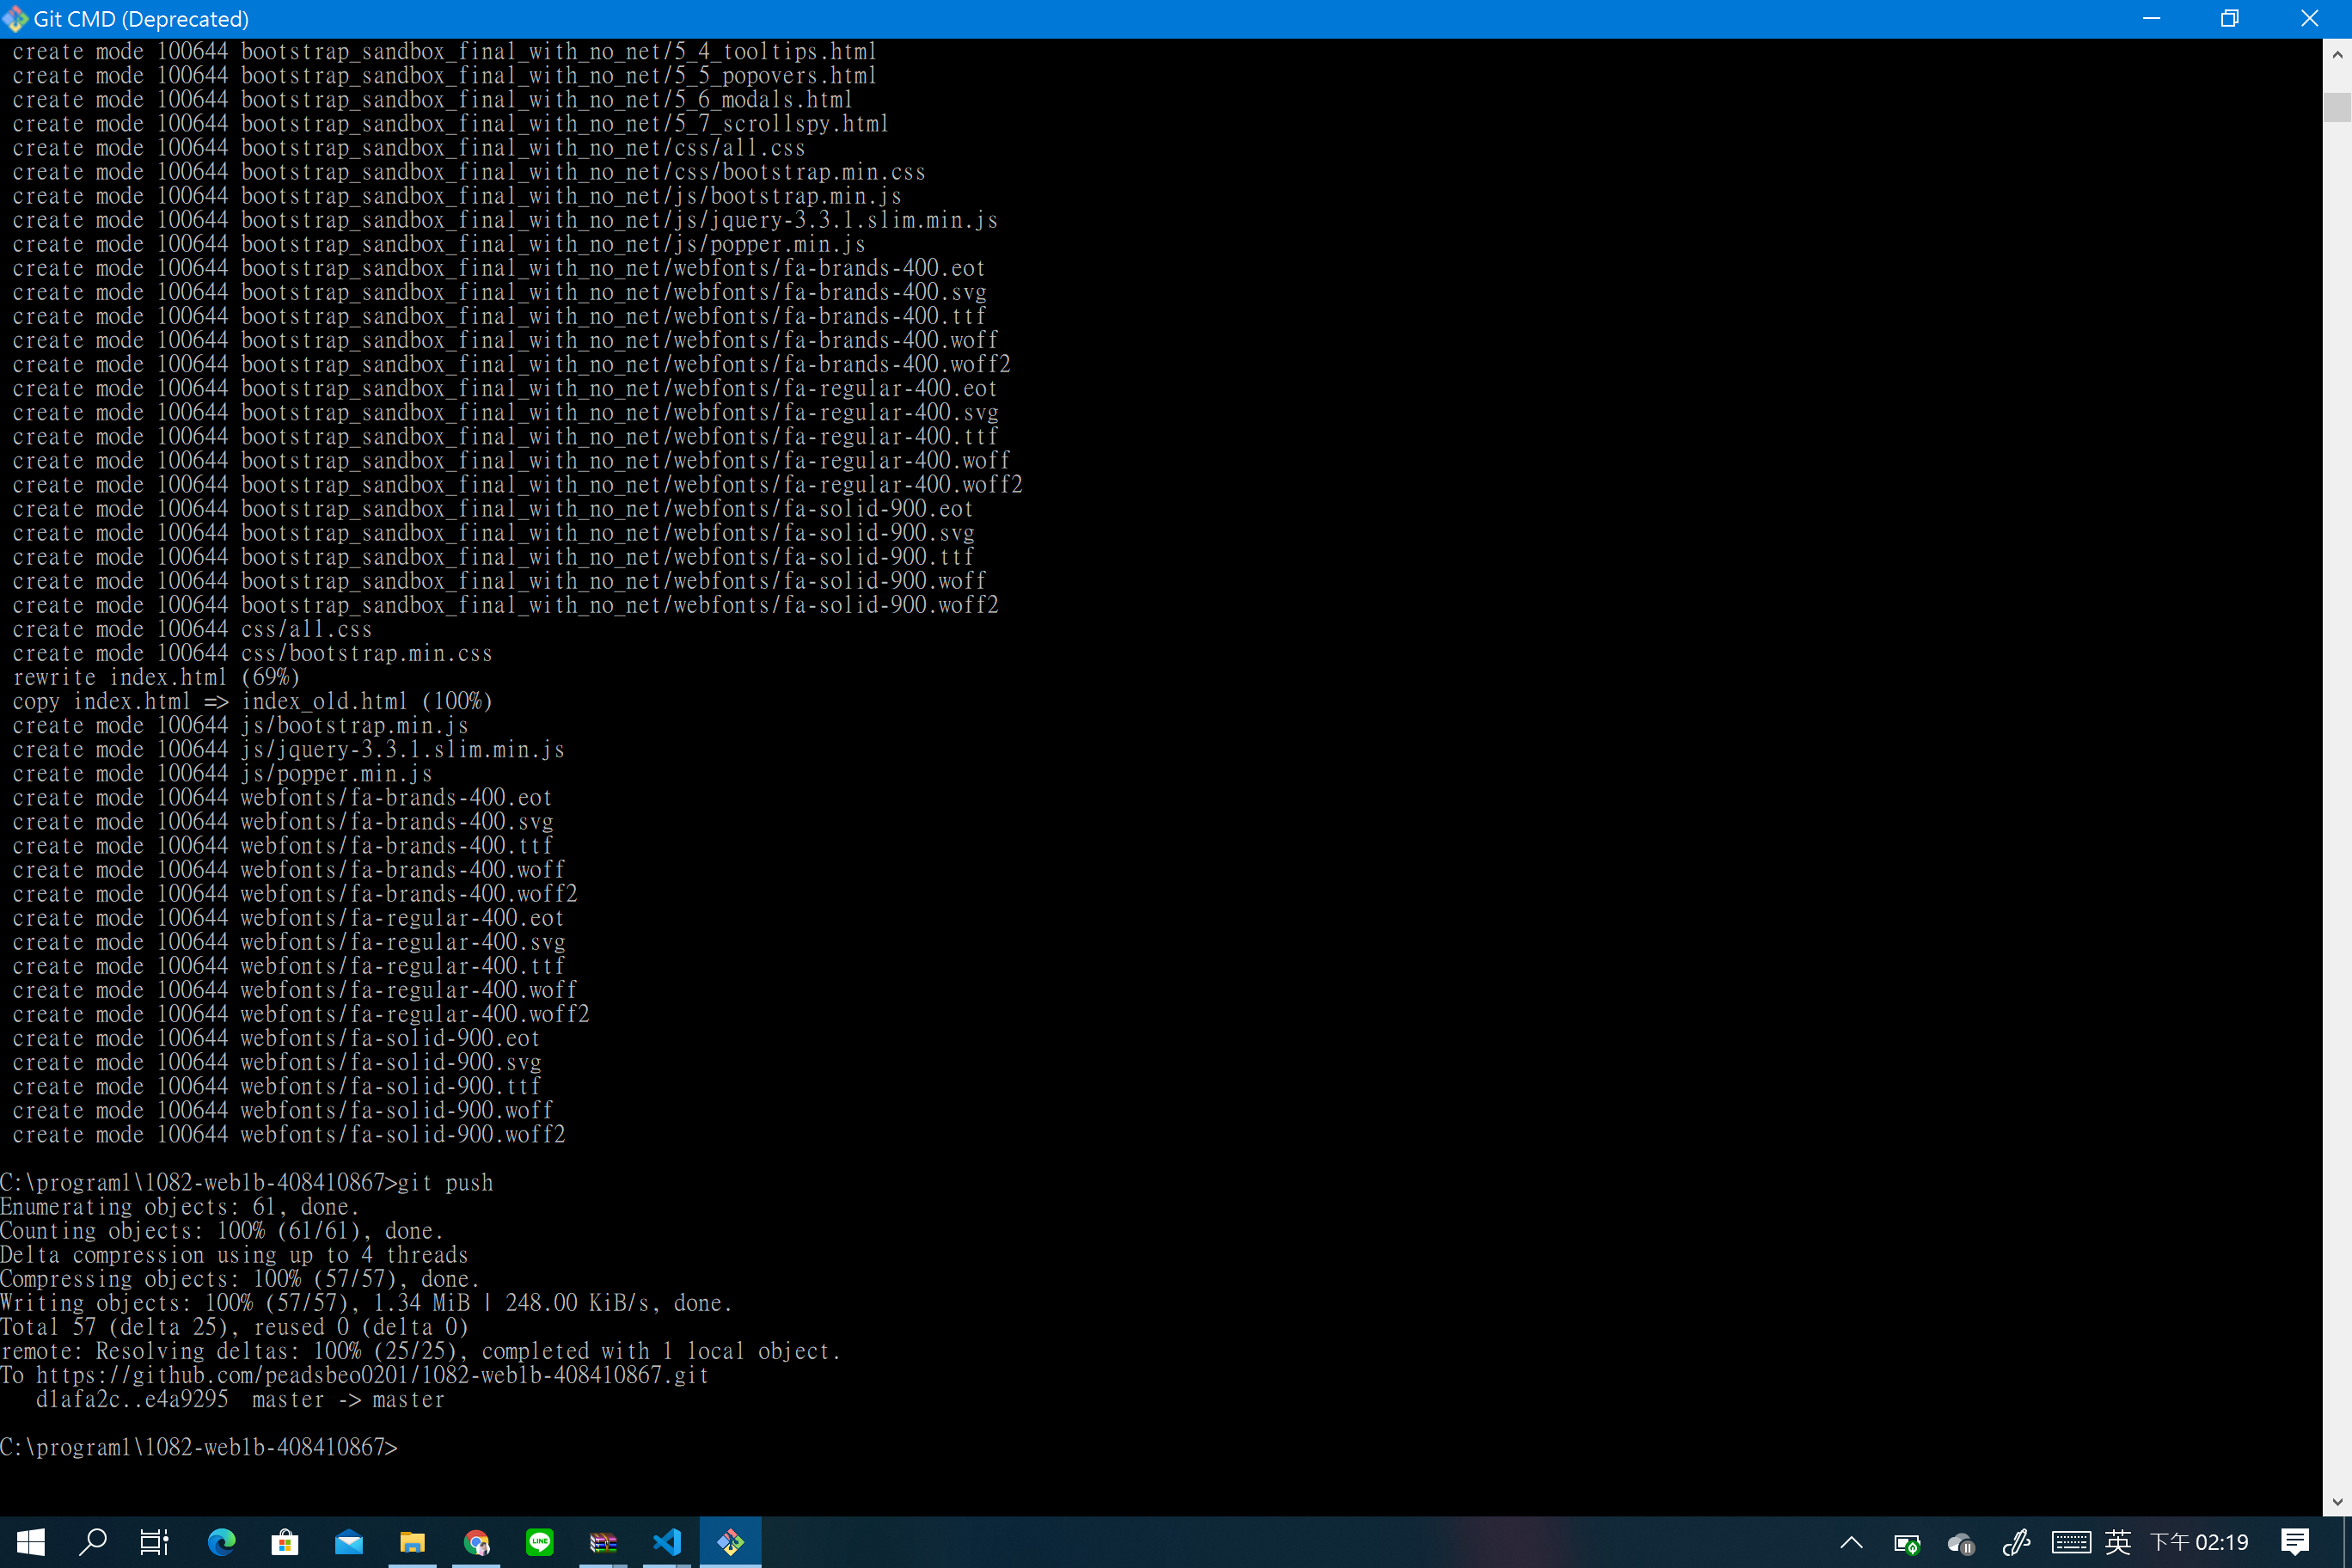 Git CMD (Deprecated)
create mode 100644 bootstrap_sandbox_final_with_no_net/5_4_tooltips.html
create mode 100644 bootstrap_sandbox_final_with_no_net/5_5_popovers.html
create mode 100644 bootstrap_sandbox_final_with_no_net/5_6_modals.html
create mode 100644 bootstrap_sandbox_final_with_no_net/5_7_scrollspy.html
create mode 100644 bootstrap_sandbox_final_with_no_net/css/all.css
create mode 100644 bootstrap_sandbox_final_with_no_net/css/bootstrap.min.css
create mode 100644 bootstrap_sandbox_final_with_no_net/js/bootstrap.min.js
create mode 100644 bootstrap_sandbox_final_with_no_net/js/jquery-3.3.1.slim.min.js
create mode 100644 bootstrap_sandbox_final_with_no_net/js/popper.min.js
create mode 100644 bootstrap_sandbox_final_with_no_net/webfonts/fa-brands-400.eot
create mode 100644 bootstrap_sandbox_final_with_no_net/webfonts/fa-brands-400.svg
create mode 100644 bootstrap_sandbox_final_with_no_net/webfonts/fa-brands-400.ttf
create mode 100644 bootstrap_sandbox_final_with_no_net/webfonts/fa-brands-400.woff
create mode 100644 bootstrap_sandbox_final_with_no_net/webfonts/fa-brands-400.woff2
create mode 100644 bootstrap_sandbox_final_with_no_net/webfonts/fa-regular-400.eot
create mode 100644 bootstrap_sandbox_final_with_no_net/webfonts/fa-regular-400.svg
create mode 100644 bootstrap_sandbox_final_with_no_net/webfonts/fa-regular-400.ttf
create mode 100644 bootstrap_sandbox_final_with_no_net/webfonts/fa-regular-400.woff
create mode 100644 bootstrap_sandbox_final_with_no_net/webfonts/fa-regular-400.woff2
create mode 100644 bootstrap_sandbox_final_with_no_net/webfonts/fa-solid-900.eot
create mode 100644 bootstrap_sandbox_final_with_no_net/webfonts/fa-solid-900.svg
create mode 100644 bootstrap_sandbox_final_with_no_net/webfonts/fa-solid-900.ttf
create mode 100644 bootstrap_sandbox_final_with_no_net/webfonts/fa-solid-900.woff
create mode 100644 bootstrap_sandbox_final_with_no_net/webfonts/fa-solid-900.woff2
create mode 100644 css/all.css
create mode 100644 css/bootstrap.min.css
rewrite index.html (69%)
copy index.html => index_old.html (100%)
create mode 100644 js/bootstrap.min.js
create mode 100644 js/jquery-3.3.1.slim.min.js
create mode 100644 js/popper.min.js
create mode 100644 webfonts/fa-brands-400.eot
create mode 100644 webfonts/fa-brands-400.svg
create mode 100644 webfonts/fa-brands-400.ttf
create mode 100644 webfonts/fa-brands-400.woff
create mode 100644 webfonts/fa-brands-400.woff2
create mode 100644 webfonts/fa-regular-400.eot
create mode 100644 webfonts/fa-regular-400.svg
create mode 100644 webfonts/fa-regular-400.ttf
create mode 100644 webfonts/fa-regular-400.woff
create mode 100644 webfonts/fa-regular-400.woff2
create mode 100644 webfonts/fa-solid-900.eot
create mode 100644 webfonts/fa-solid-900.svg
create mode 100644 webfonts/fa-solid-900.ttf
create mode 100644 webfonts/fa-solid-900.woff
create mode 100644 webfonts/fa-solid-900.woff2
C:\program1\1082-web1b-408410867>git push
Enumerating objects: 61, done.
Counting objects: 100% (61/61), done.
Delta compression using up to 4 threads
Compressing objects: 100% (57/57), done.
Writing objects: 100% (57/57), 1.34 MiB | 248.00 KiB/s, done.
Total 57 (delta 25), reused 0 (delta 0)
remote: Resolving deltas: 100% (25/25), completed with 1 local object.
To https://github.com/peadsbeo0201/1082-web1b-408410867.git
d1afa2c..e4a9295  master -> master
C:\program1\1082-web1b-408410867>
LINE
英 下午 02:19